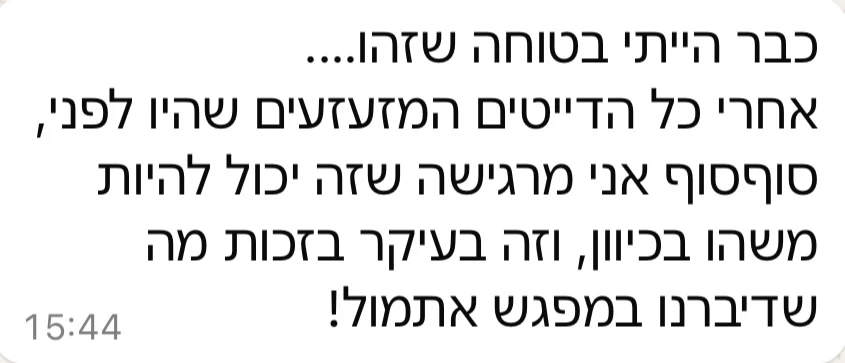 כבר הייתי בטוחה שזהו....
אחרי כל הדייטים המזעזעים שהיו לפני,
סוףסוף אני מרגישה שזה יכול להיות
משהו בכיוון, וזה בעיקר בזכות מה
שדיברנו במפגש אתמול!
15:44